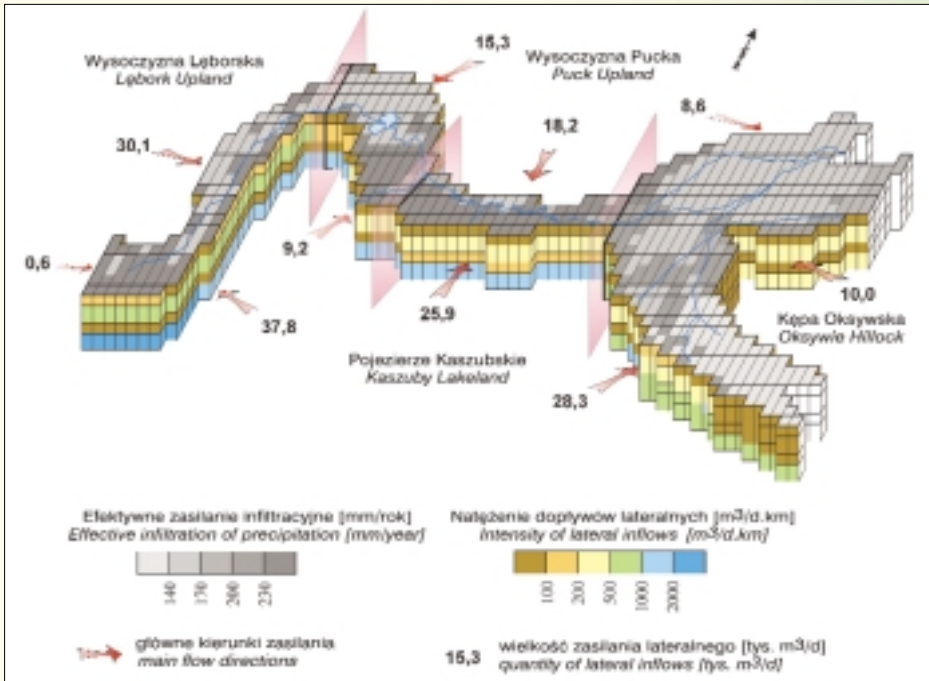 15,3
Wysoczyzna Lęborska
Lębork Upland
Wysoczyzna Pucka
Puck Upland
8,6
30,1
18,2
0,6
9,2
37,8
25,9
10,0
Kępa Oksywska
Oksywie Hillock
Pojezierze Kaszubskie
Kaszuby Lakeland
28,3
Efektywne zasilanie infiltracyjne [mm/rok]
Effective infiltration of precipitation [mm/year]
140
170
200
230
Natężenie dopływów lateralnych [m3/d.km]
Intensity of lateral inflows [m3/d.km]
100
200
500
1000
2000
główne kierunki zasilania
main flow directions
15,3
wielkość zasilania lateralnego [tys. m3/d]
quantity of lateral inflows [tys. m3/d]